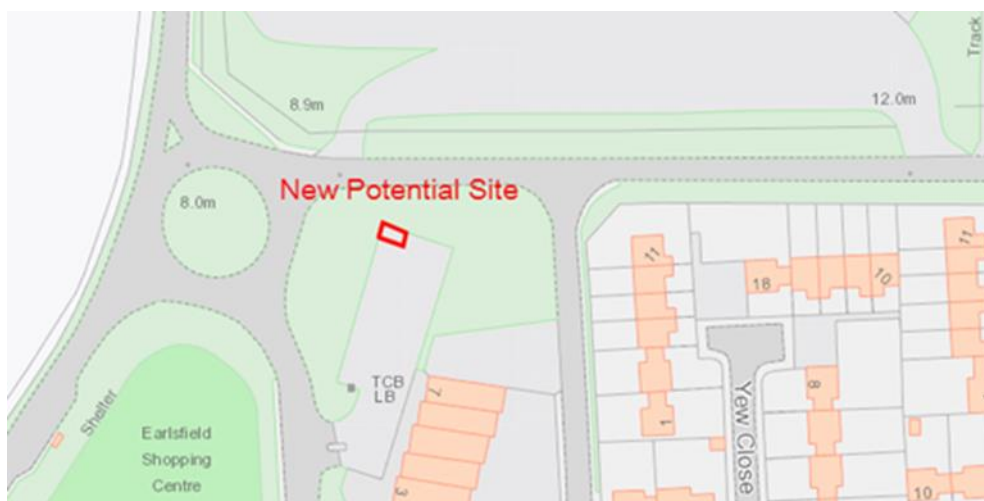 Track
8.9m
12.0m
New Potential Site
8.0m
11
11
18
10
TCB
LB
7
Shelter
Earlsfield
Shopping
Centre
1
Yew Close
8
3
10